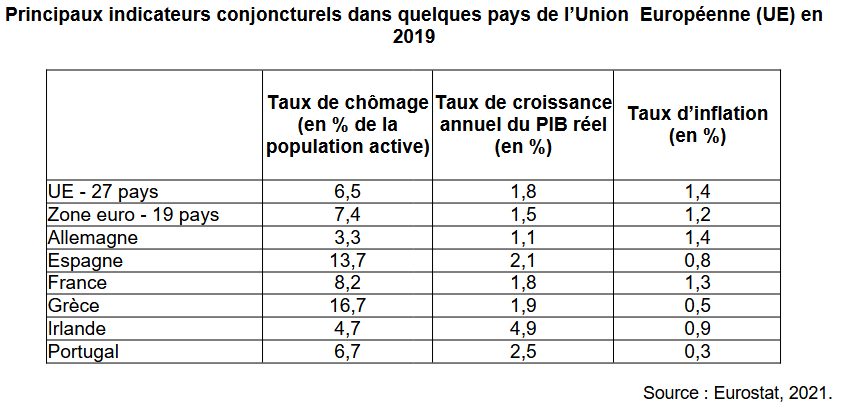 Principaux indicateurs conjoncturels dans quelques pays de l'Union  Européenne (UE) en
2019
Taux de chômage Taux de croissance
(en % de la annuel du PIB réel Taux d'inflation
population active) (en %) (en %)
UE - 27 pays 6,5 1,8 1,4
Zone euro - 19 pays 7,4 1,5 1,2
Allemagne 3,3 1,1 1,4
Espagne 13,7 2,1 0,8
France 8,2 1,8 1,3
Grèce 16,7 1,9 0,5
Irlande 4,7 4,9 0,9
Portugal 6,7 2,5 0,3
Source : Eurostat, 2021.